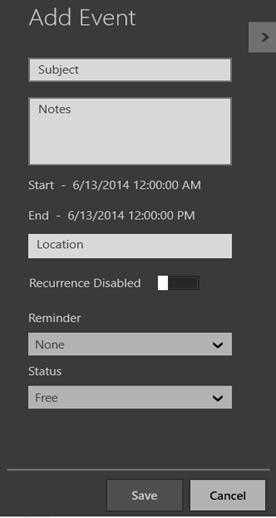 Add Event
Subject
Notes
Start - 6/13/2014 12:00:00 AM
End - 6/13/2014 12:00:00 PM
Location
Recurrence Disabled
Reminder
None
Status
Free
Save Cancel